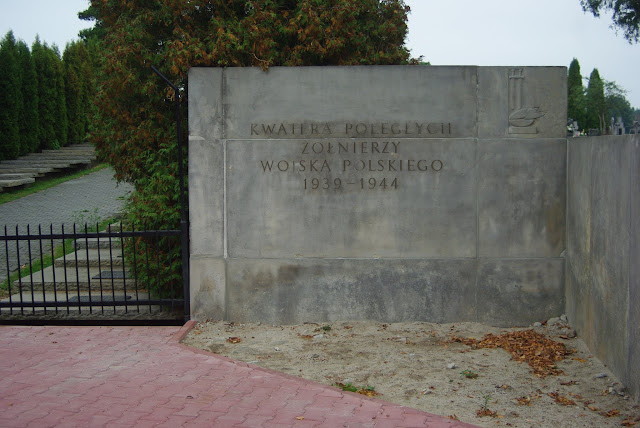 KWATERA POLEGŁYCH
ŻOŁNIERZY
WOJSKA POLSKIEGO
1939-1944